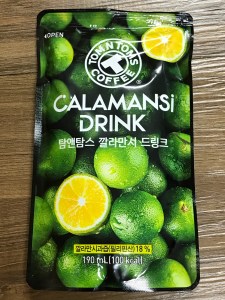 OPEN
TOM N TOMS
COFFEE
CALAMANSi
DRINK
탐앤탐스 깔라만시 드링크
깔라만시과즙(필리핀산)18 %
190 mL(100 kcal)